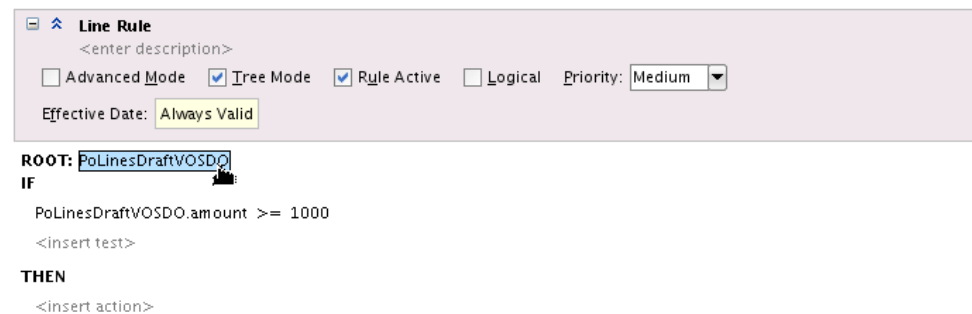 Line Rule
<enter description>
Advanced Mode Tree Mode Rule Active Logical Priority: Medium
Effective Date: Always Valid
ROOT: PoLinesDraftVOSDO
IF
PoLinesDraftVOSDO.amount >= 1000
<insert test>
THEN
<insert action>